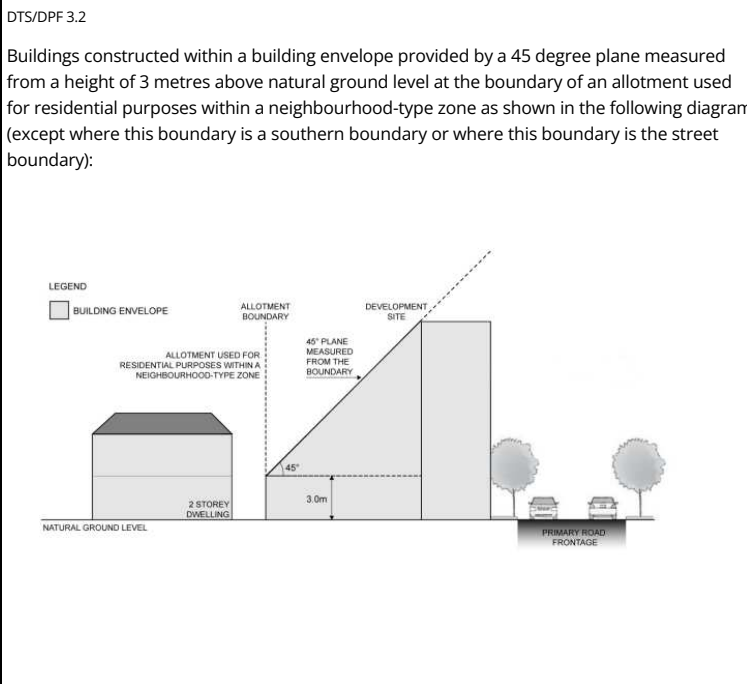 DTS/DPF 3.2
Buildings constructed within a building envelope provided by a 45 degree plane measured
from a height of 3 metres above natural ground level at the boundary of an allotment used
for residential purposes within a neighbourhood-type zone as shown in the following diagram
(except where this boundary is a southern boundary or where this boundary is the street
boundary):
LEGEND
BUILDING ENVELOPE
ALLOTMENT
BOUNDARY
DEVELOPMENT
SITE
ALLOTMENT USED FOR
RESIDENTIAL PURPOSES WITHIN A
NEIGHBOURHOOD-TYPE ZONE
45° PLANE
MEASURED
FROM THE
BOUNDARY
45°
3.0m
2 STOREY
DWELLING
NATURAL GROUND LEVEL
PRIMARY ROAD
FRONTAGE